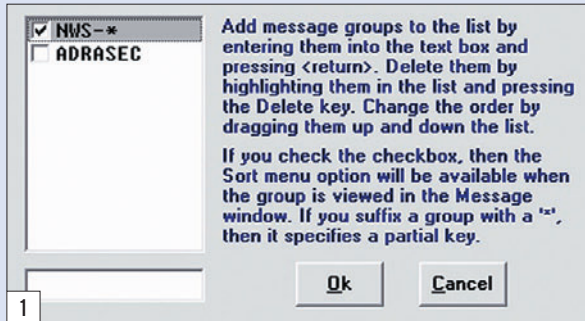 NWS-*
ADRASEC
Add message groups to the list by
entering them into the text box and
pressing <return>. Delete them by
highlighting them in the list and pressing
the Delete key. Change the order by
dragging them up and down the list.
If you check the checkbox, then the
Sort menu option will be available when
the group is viewed in the Message
window. If you suffix a group with a '*',
then it specifies a partial key.
Ok
Cancel
1